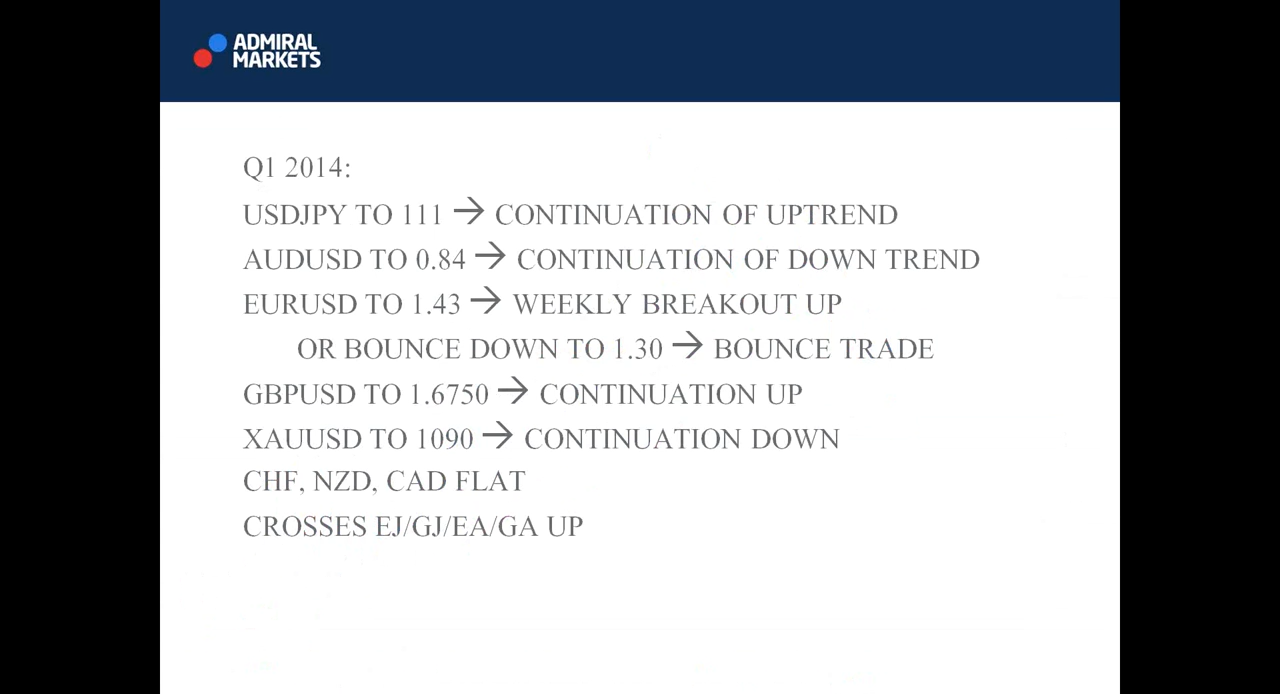 ADMIRAL
MARKETS
Q1 2014:
USDJPY TO 111 → CONTINUATION OF UPTREND
AUDUSD TO 0.84 → CONTINUATION OF DOWN TREND
EURUSD TO 1.43 → WEEKLY BREAKOUT UP
OR BOUNCE DOWN TO 1.30 → BOUNCE TRADE
GBPUSD TO 1.6750 → CONTINUATION UP
XAUUSD TO 1090 → CONTINUATION DOWN
CHF, NZD, CAD FLAT
CROSSES EJ/GJ/EA/GA UP